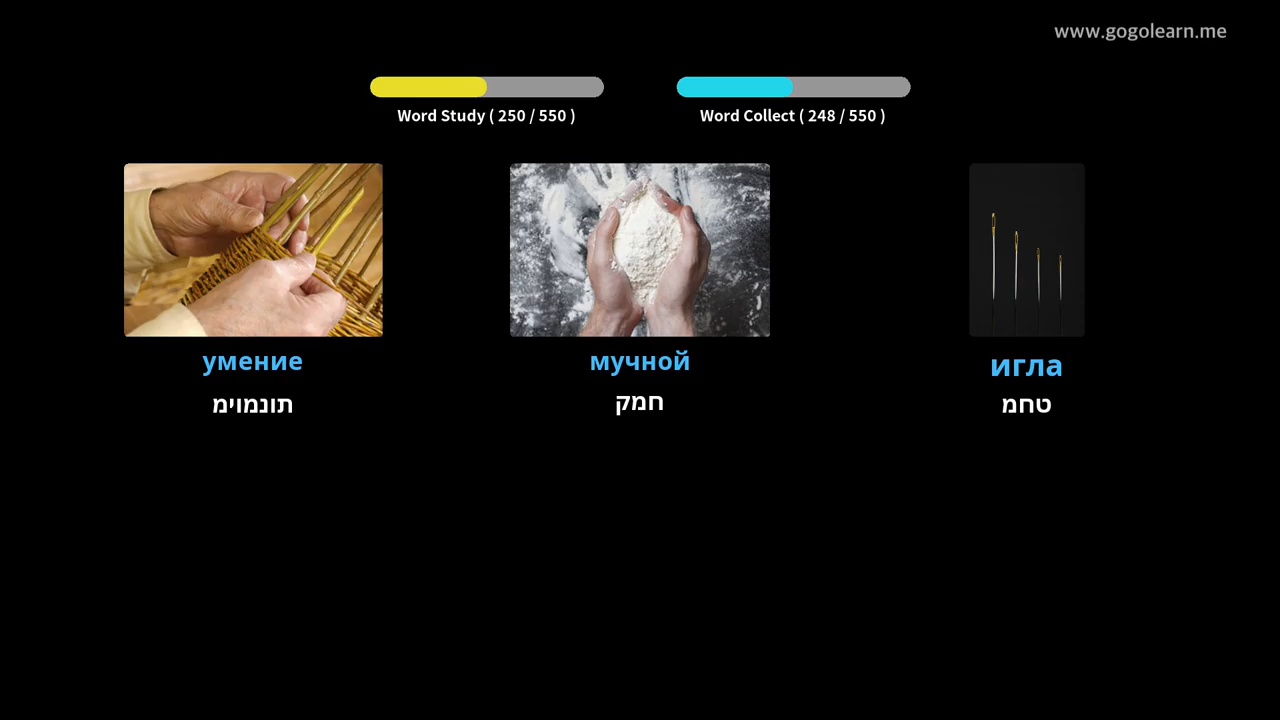 www.gogolearn.me
Word Study ( 250 / 550 )
Word Collect ( 248 / 550 )
умение
תונמוימ
мучной
חמק
игла
טחמ